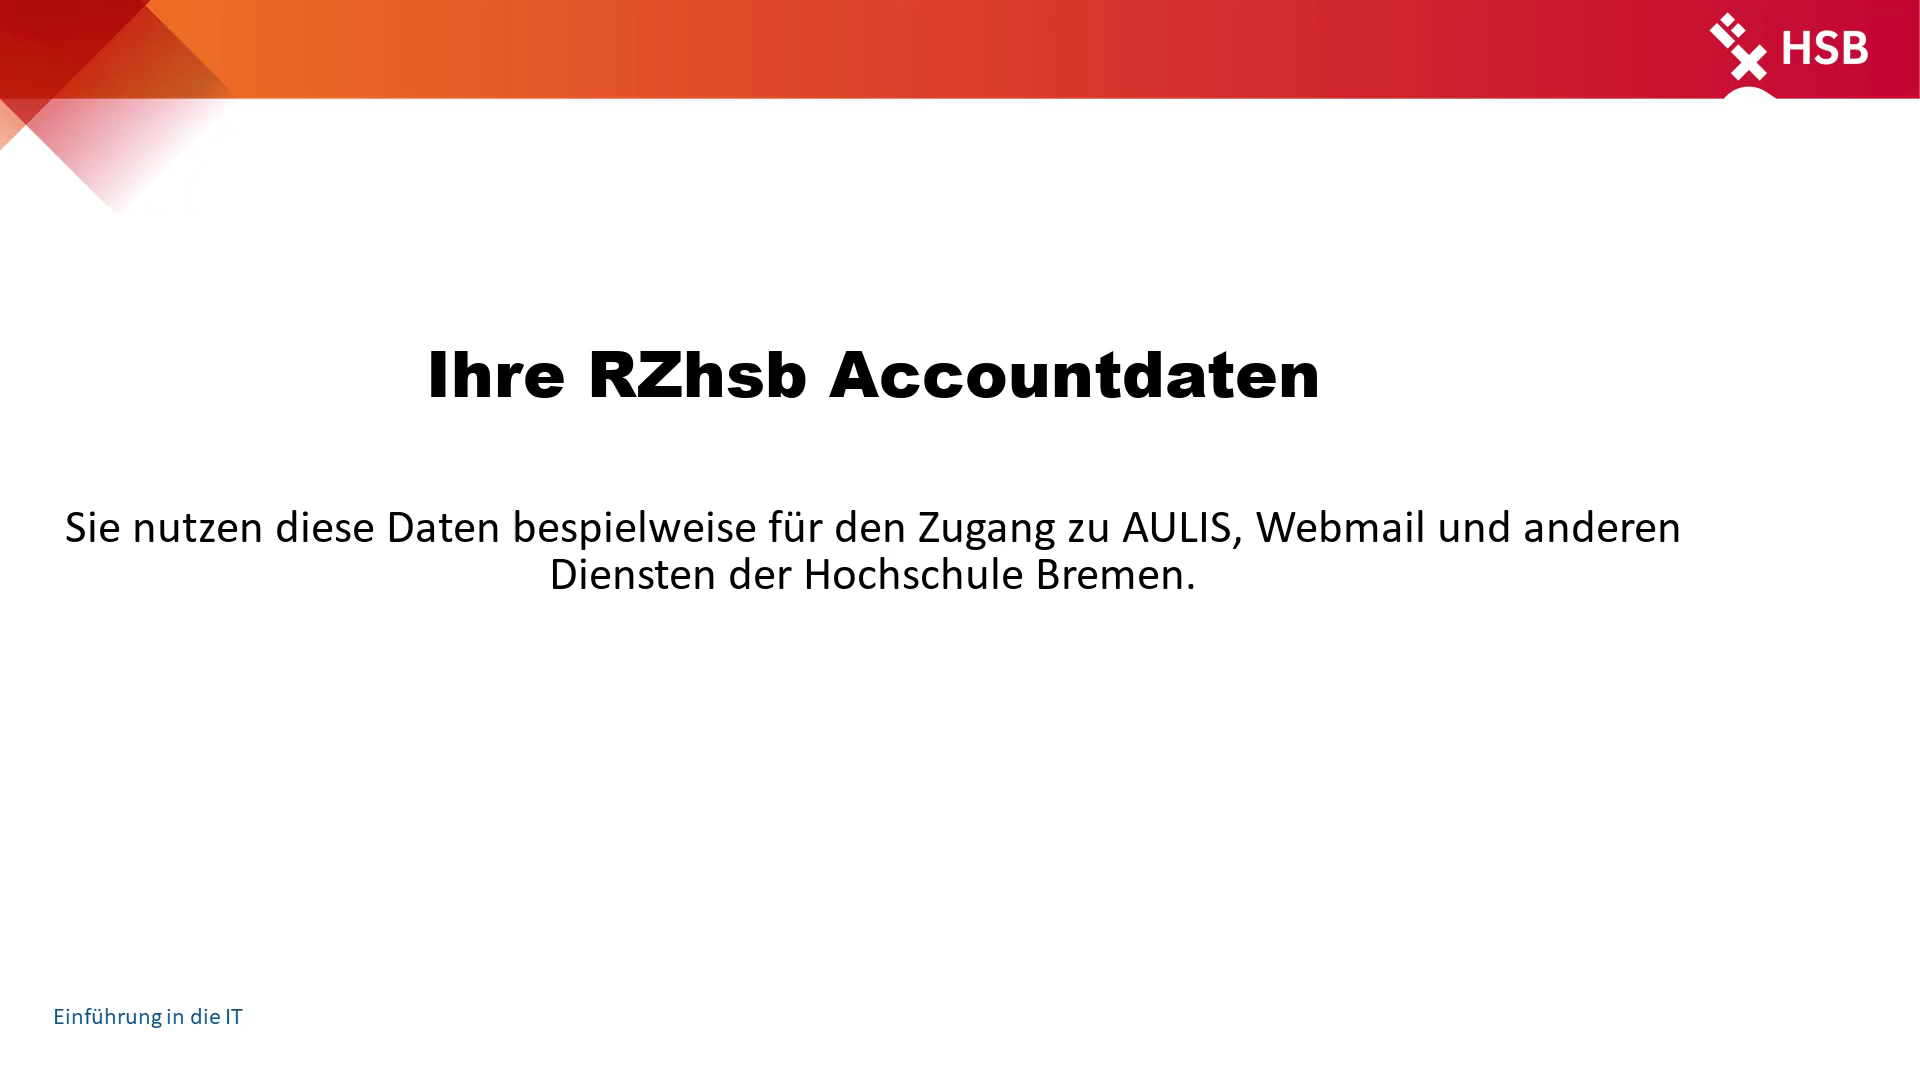 HSB
Ihre RZhsb Accountdaten
Sie nutzen diese Daten bespielweise für den Zugang zu AULIS, Webmail und anderen
Diensten der Hochschule Bremen.
Einführung in die IT